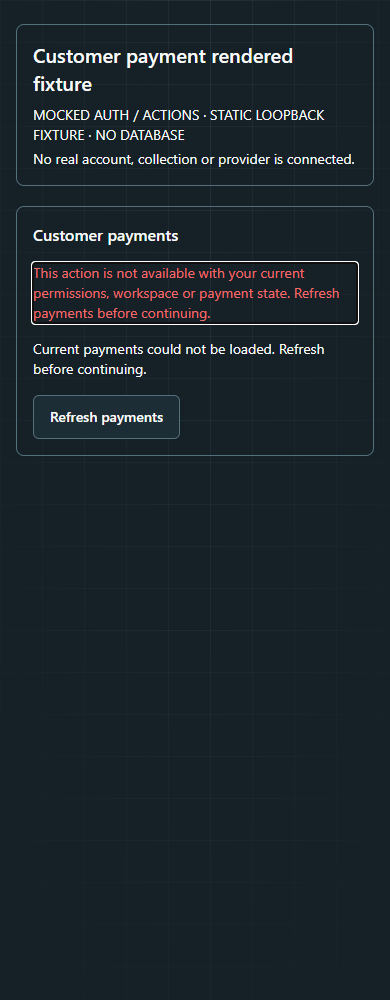 Customer payment rendered
fixture
MOCKED AUTH / ACTIONS · STATIC LOOPBACK
FIXTURE · NO DATABASE
No real account, collection or provider is connected.
Customer payments
This action is not available with your current
permissions, workspace or payment state. Refresh
payments before continuing.
Current payments could not be loaded. Refresh
before continuing.
Refresh payments